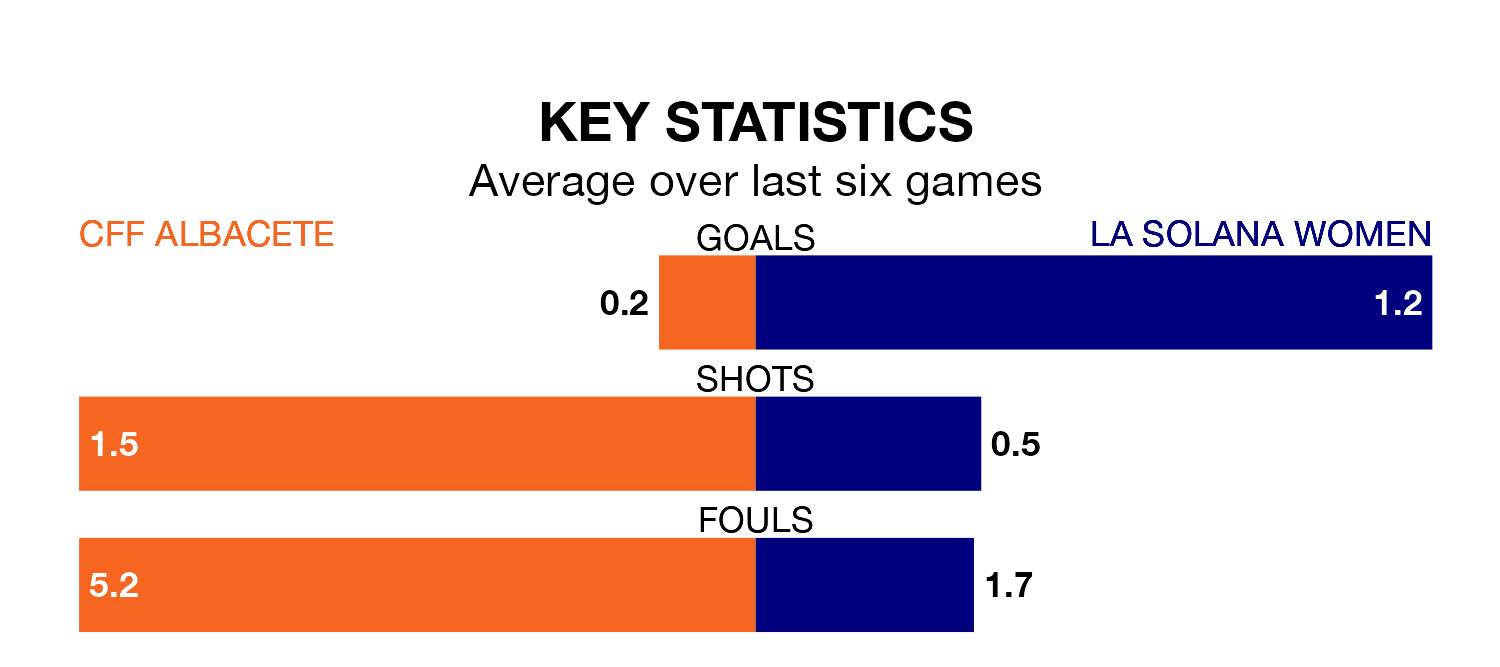 KEY STATISTICS
Average over last six games
CFF ALBACETE
LA SOLANA WOMEN
GOALS
0.2
1.2
SHOTS
1.5
0.5
FOULS
5.2
1.7